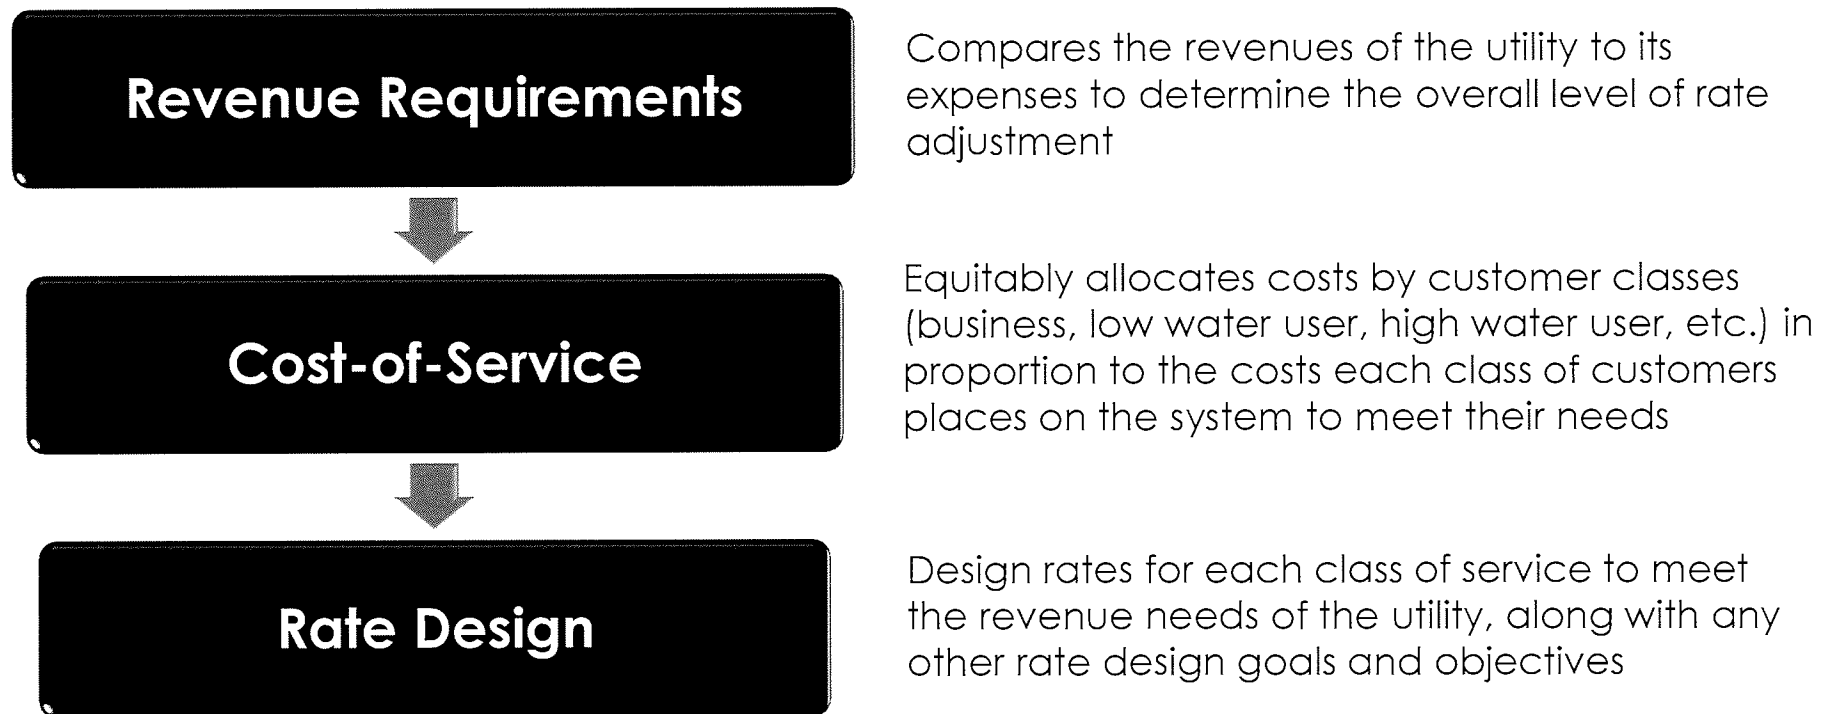 Revenue Requirements
Compares the revenues of the utility to its
expenses to determine the overall level of rate
adjustment
Cost-of-Service
Equitably allocates costs by customer classes
(business, low water user, high water user, etc.) in
proportion to the costs each class of customers
places on the system to meet their needs
Rate Design
Design rates for each class of service to meet
the revenue needs of the utility, along with any
other rate design goals and objectives